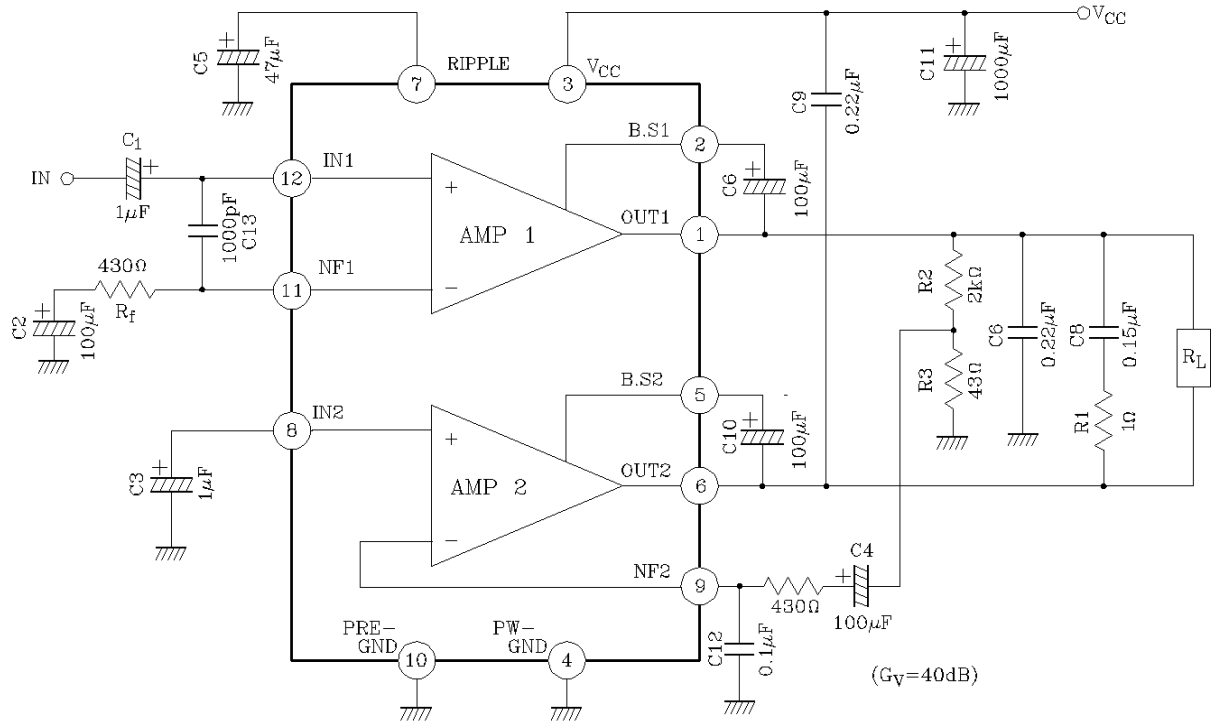 C5
47μF
7
RIPPLE
3
VCC
VCC
C9
0.22μF
C11
1000μF
IN
C1
1μF
12
IN1
1000pF
C13
430Ω
Rf
C2
100μF
11
NF1
AMP 1
+
−
B.S1
2
C6
100μF
OUT1
1
R2
2kΩ
R3
43Ω
C6
0.22μF
C8
0.15μF
R1
1Ω
RL
8
IN2
C3
1μF
AMP 2
+
−
B.S2
5
C10
100μF
OUT2
6
NF2
9
430Ω
C4
100μF
C12
0.1μF
PRE-
GND
10
PW-
GND
4
(GV=40dB)